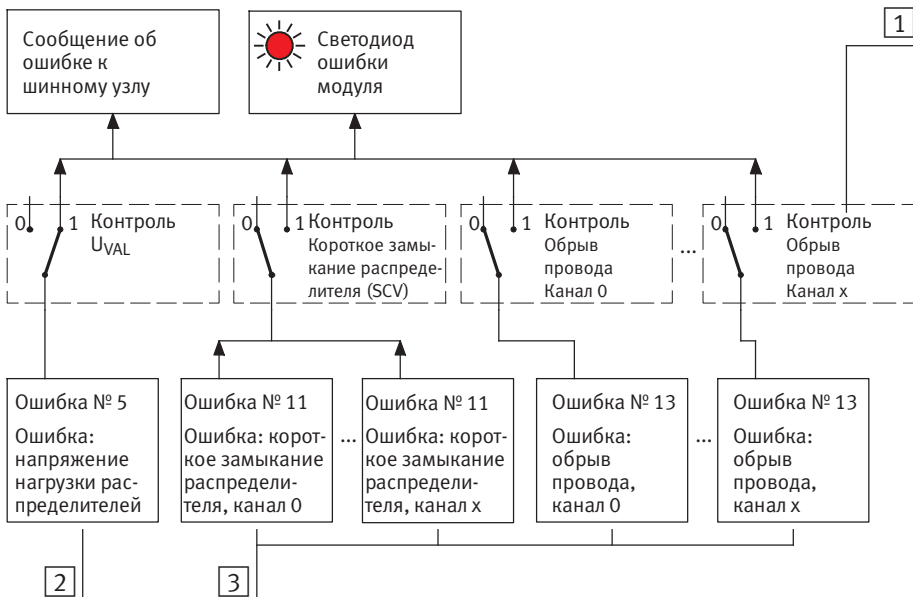 Сообщение об
ошибке к
шинному узлу
Светодиод
ошибки
модуля
1
0
1
Контроль
UVAL
0
1
Контроль
Короткое замы-
кание распреде-
лителя (SCV)
0
1
Контроль
Обрыв
провода
Канал 0
...
0
1
Контроль
Обрыв
провода
Канал x
Ошибка № 5
Ошибка:
напряжение
нагрузки рас-
пределителей
Ошибка № 11
Ошибка: корот-
кое замыкание
распредели-
теля, канал 0
...
Ошибка № 11
Ошибка: корот-
кое замыкание
распредели-
теля, канал x
Ошибка № 13
Ошибка:
обрыв
провода,
канал 0
...
Ошибка № 13
Ошибка:
обрыв
провода,
канал x
2
3